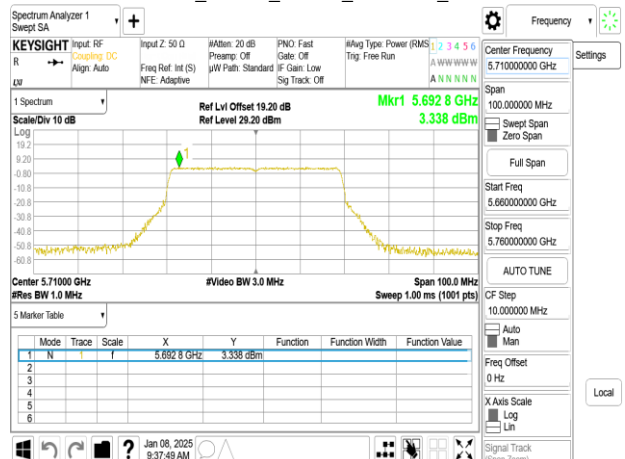 Spectrum Analyzer 1
Swept SA
+
Frequency
KEYSIGHT
R
LXI
Input: RF
Coupling: DC
Align: Auto
Input Z: 50 Ω
Freq Ref: Int (S)
NFE: Adaptive
#Atten: 20 dB
Preamp: Off
µW Path: Standard
PNO: Fast
Gate: Off
IF Gain: Low
Sig Track: Off
#Avg Type: Power (RMS
Trig: Free Run
1 2 3 4 5 6
A W W W W W
A N N N N N
1 Spectrum
Scale/Div 10 dB
Log
Ref Lvl Offset 19.20 dB
Ref Level 29.20 dBm
Mkr1 5.692 8 GHz
3.338 dBm
1
19.2
9.20
-0.80
-10.8
-20.8
-30.8
-40.8
-50.8
-60.8
Center 5.71000 GHz
#Video BW 3.0 MHz
Span 100.0 MHz
#Res BW 1.0 MHz
Sweep 1.00 ms (1001 pts)
5 Marker Table
Mode Trace Scale X Y Function Function Width Function Value
1 N 1 f 5.692 8 GHz 3.338 dBm
2
3
4
5
6
?
Jan 08, 2025
9:37:49 AM
Center Frequency
5.710000000 GHz
Settings
Span
100.000000 MHz
Swept Span
Zero Span
Full Span
Start Freq
5.660000000 GHz
Stop Freq
5.760000000 GHz
AUTO TUNE
CF Step
10.000000 MHz
Auto
Man
Freq Offset
0 Hz
Local
X Axis Scale
Log
Lin
Signal Track
(Span Zoom)